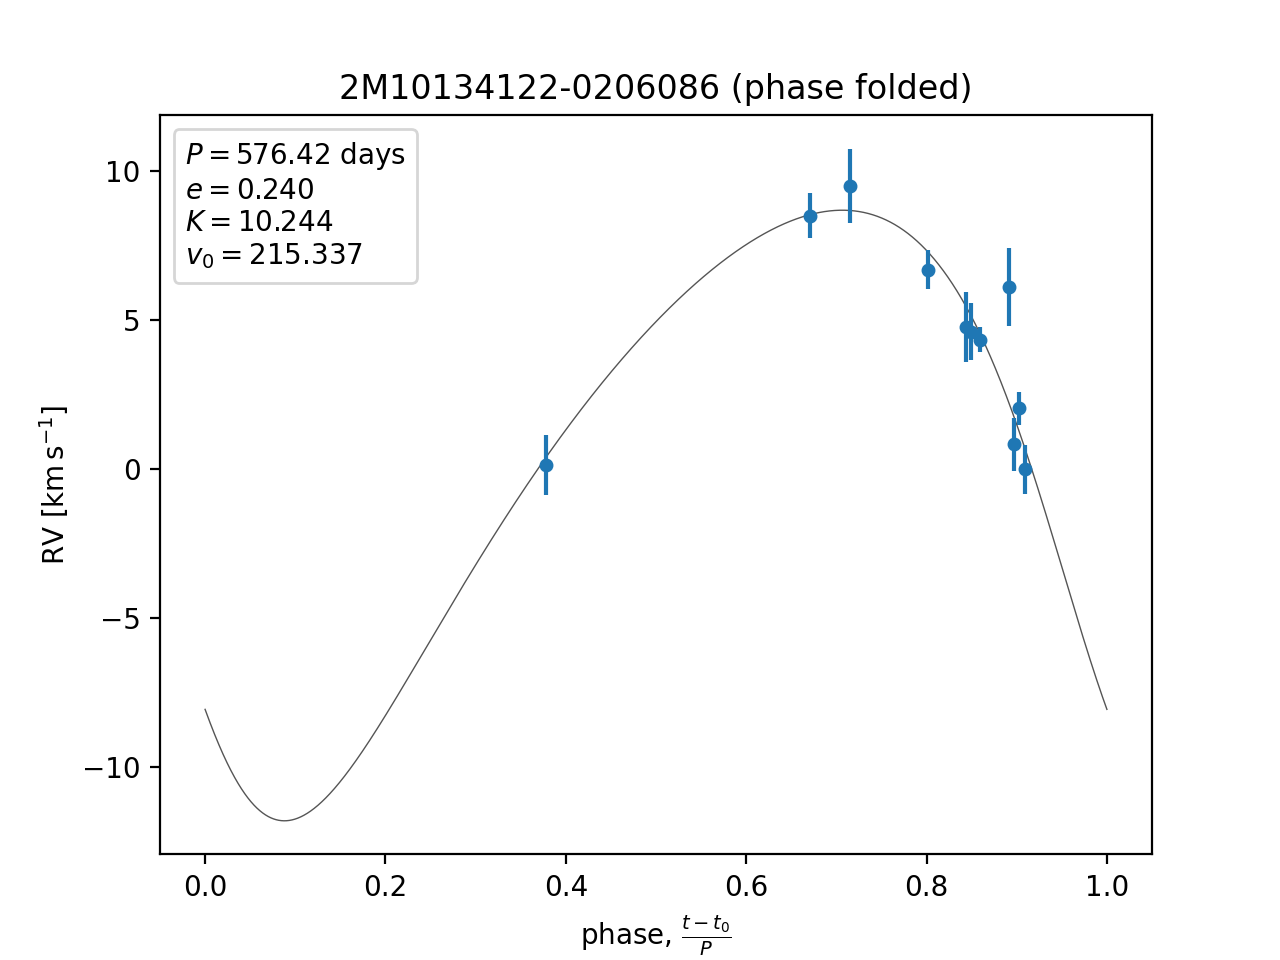 2M10134122-0206086 (phase folded)
P = 576.42 days
e = 0.240
K = 10.244
v₀ = 215.337
RV [km s⁻¹]
10
5
0
−5
−10
0.0 0.2 0.4 0.6 0.8 1.0
phase, (t − t₀)/P